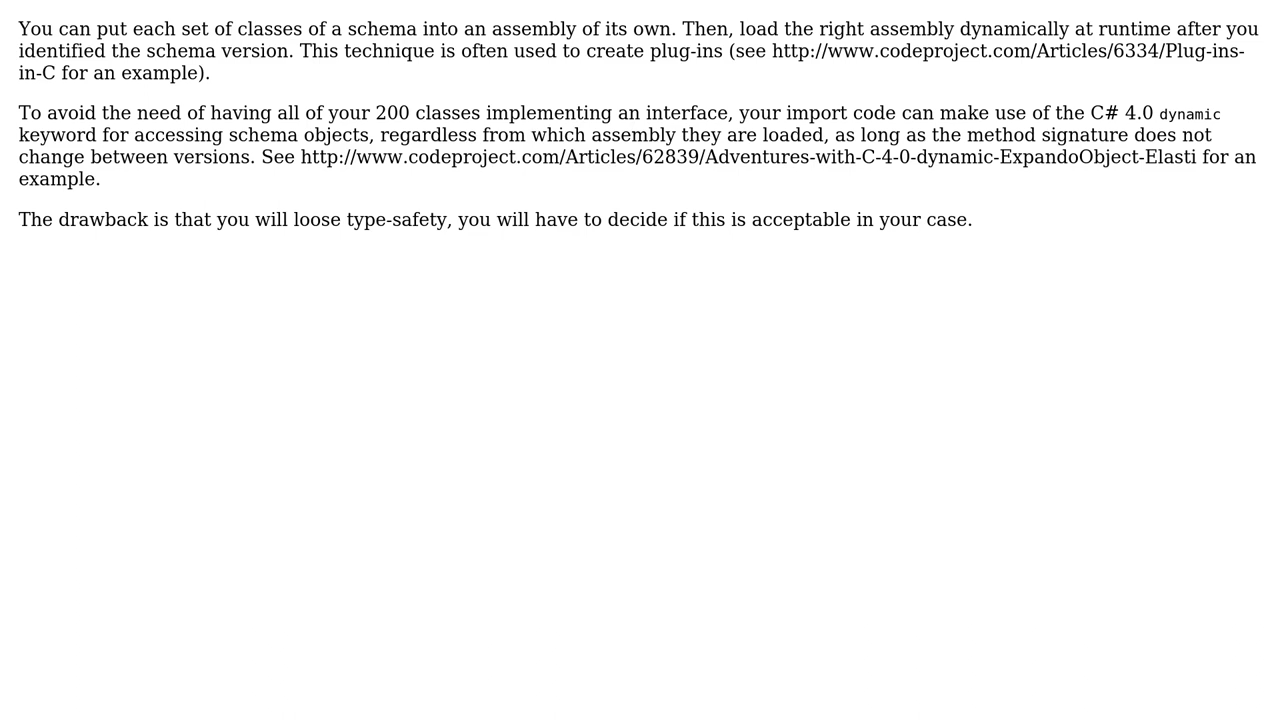 You can put each set of classes of a schema into an assembly of its own. Then, load the right assembly dynamically at runtime after you
identified the schema version. This technique is often used to create plug-ins (see http://www.codeproject.com/Articles/6334/Plug-ins-
in-C for an example).
To avoid the need of having all of your 200 classes implementing an interface, your import code can make use of the C# 4.0 dynamic
keyword for accessing schema objects, regardless from which assembly they are loaded, as long as the method signature does not
change between versions. See http://www.codeproject.com/Articles/62839/Adventures-with-C-4-0-dynamic-ExpandoObject-Elasti for an
example.
The drawback is that you will loose type-safety, you will have to decide if this is acceptable in your case.